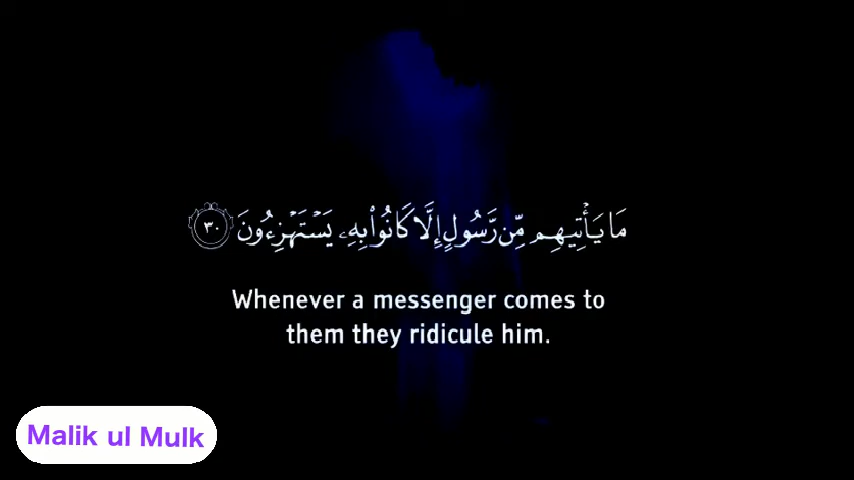 مَا يَأْتِيهِم مِّن رَّسُولٍ إِلَّا كَانُوا۟ بِهِۦ يَسْتَهْزِءُونَ ٣٠
Whenever a messenger comes to
them they ridicule him.
Malik ul Mulk